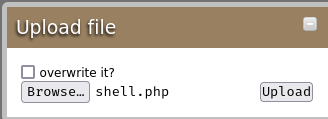 Upload file
overwrite it?
Browse... shell.php Upload